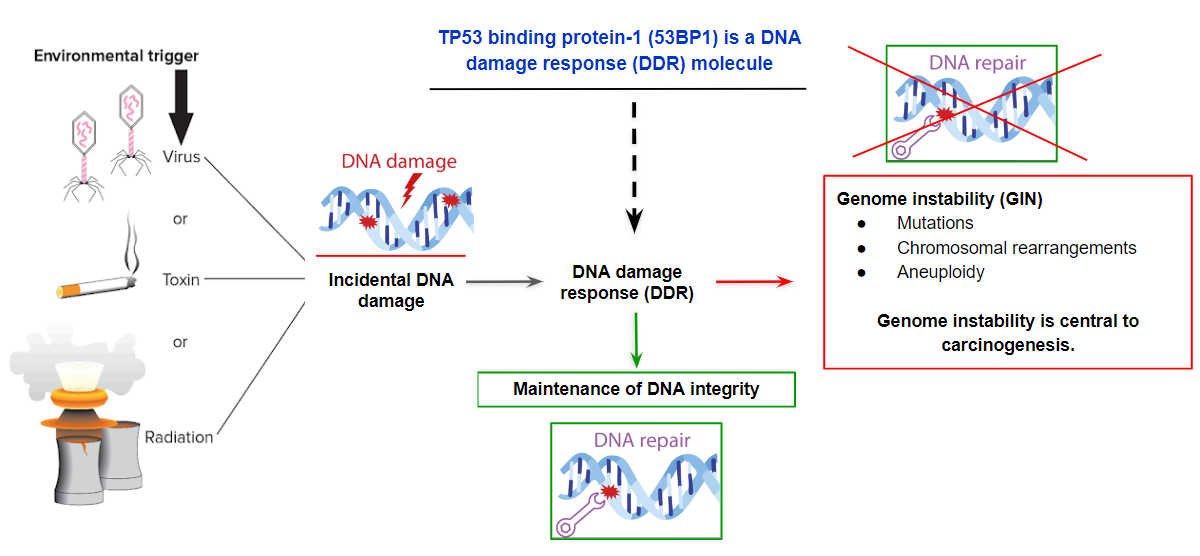 Environmental trigger
Virus
or
Toxin
or
Radiation
DNA damage
Incidental DNA
damage
TP53 binding protein-1 (53BP1) is a DNA
damage response (DDR) molecule
DNA damage
response (DDR)
Maintenance of DNA integrity
DNA repair
DNA repair
Genome instability (GIN)
● Mutations
● Chromosomal rearrangements
● Aneuploidy
Genome instability is central to
carcinogenesis.